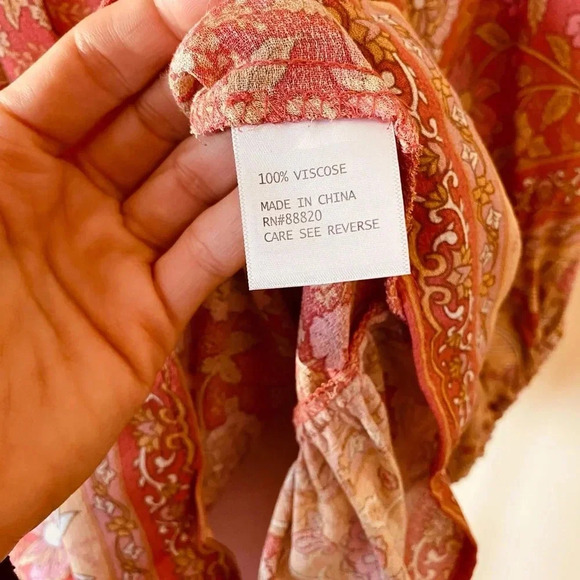 100% VISCOSE
MADE IN CHINA
RN#88820
CARE SEE REVERSE